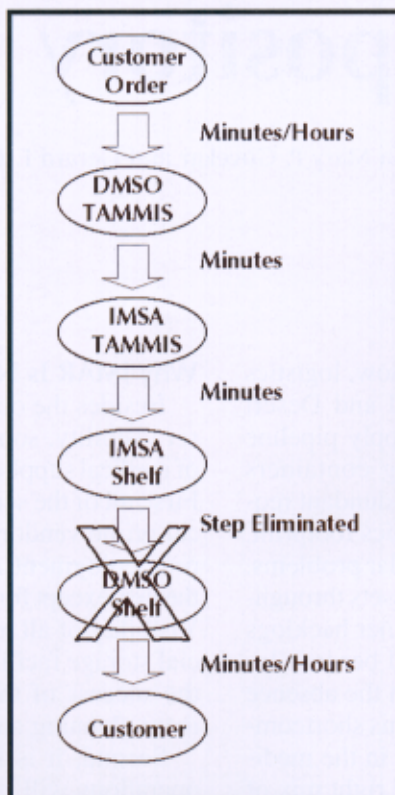 Customer
Order
Minutes/Hours
DMSO
TAMMIS
Minutes
IMSA
TAMMIS
Minutes
IMSA
Shelf
Step Eliminated
DMSO
Shelf
Minutes/Hours
Customer